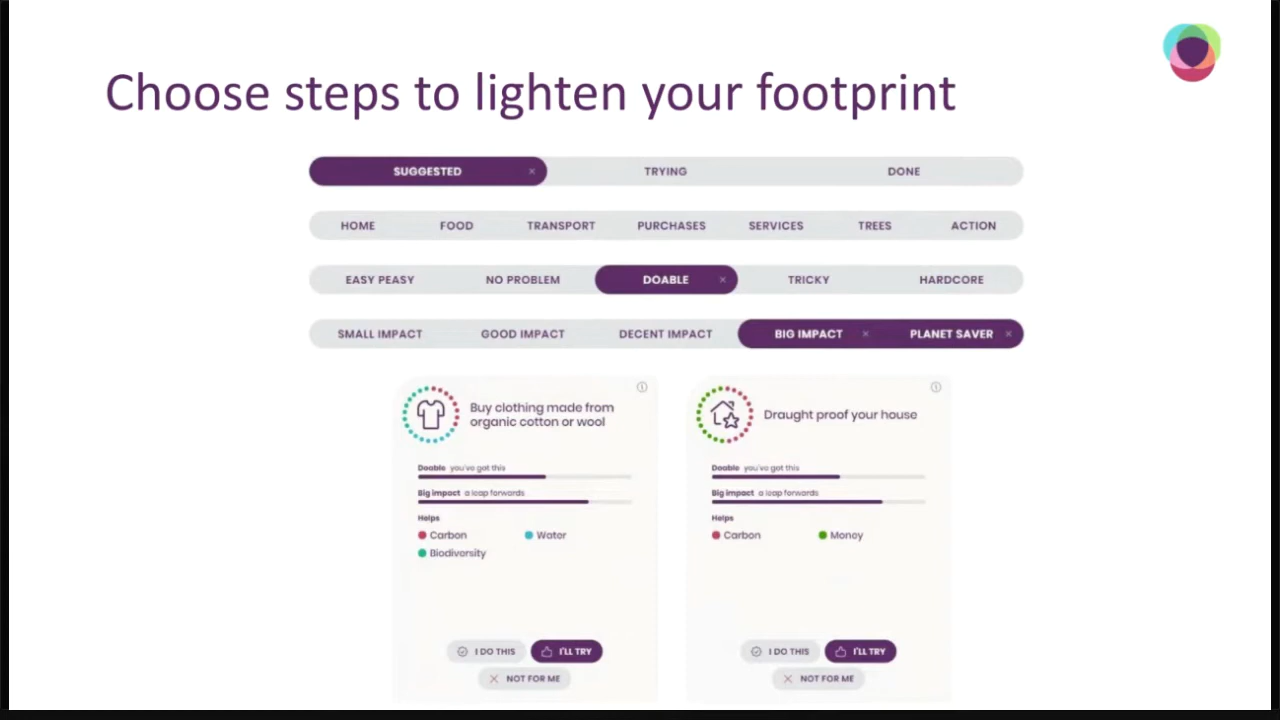 Choose steps to lighten your footprint
SUGGESTED × TRYING DONE
HOME FOOD TRANSPORT PURCHASES SERVICES TREES ACTION
EASY PEASY NO PROBLEM DOABLE × TRICKY HARDCORE
SMALL IMPACT GOOD IMPACT DECENT IMPACT BIG IMPACT × PLANET SAVER ×
Buy clothing made from
organic cotton or wool
Doable you've got this
Big impact a leap forwards
Helps
Carbon Water
Biodiversity
I DO THIS I'LL TRY
NOT FOR ME
Draught proof your house
Doable you've got this
Big impact a leap forwards
Helps
Carbon Money
I DO THIS I'LL TRY
NOT FOR ME